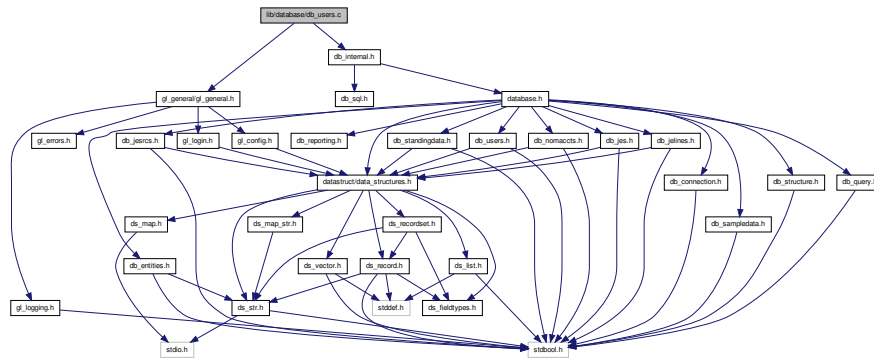 lib/database/db_users.c
db_internal.h
gl_general/gl_general.h
db_sql.h
database.h
gl_errors.h
db_jesrcs.h
gl_login.h
gl_config.h
db_reporting.h
db_standingdata.h
db_users.h
db_nomaccts.h
db_jes.h
db_jelines.h
datastruct/data_structures.h
db_connection.h
db_structure.h
db_query.h
ds_map.h
ds_map_str.h
ds_recordset.h
db_sampledata.h
db_entities.h
ds_vector.h
ds_record.h
ds_list.h
gl_logging.h
ds_str.h
stddef.h
ds_fieldtypes.h
stdio.h
stdbool.h